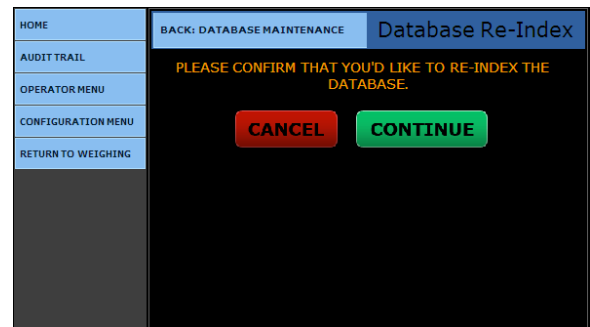 HOME
AUDIT TRAIL
OPERATOR MENU
CONFIGURATION MENU
RETURN TO WEIGHING
BACK: DATABASE MAINTENANCE
Database Re-Index
PLEASE CONFIRM THAT YOU'D LIKE TO RE-INDEX THE
DATABASE.
CANCEL
CONTINUE